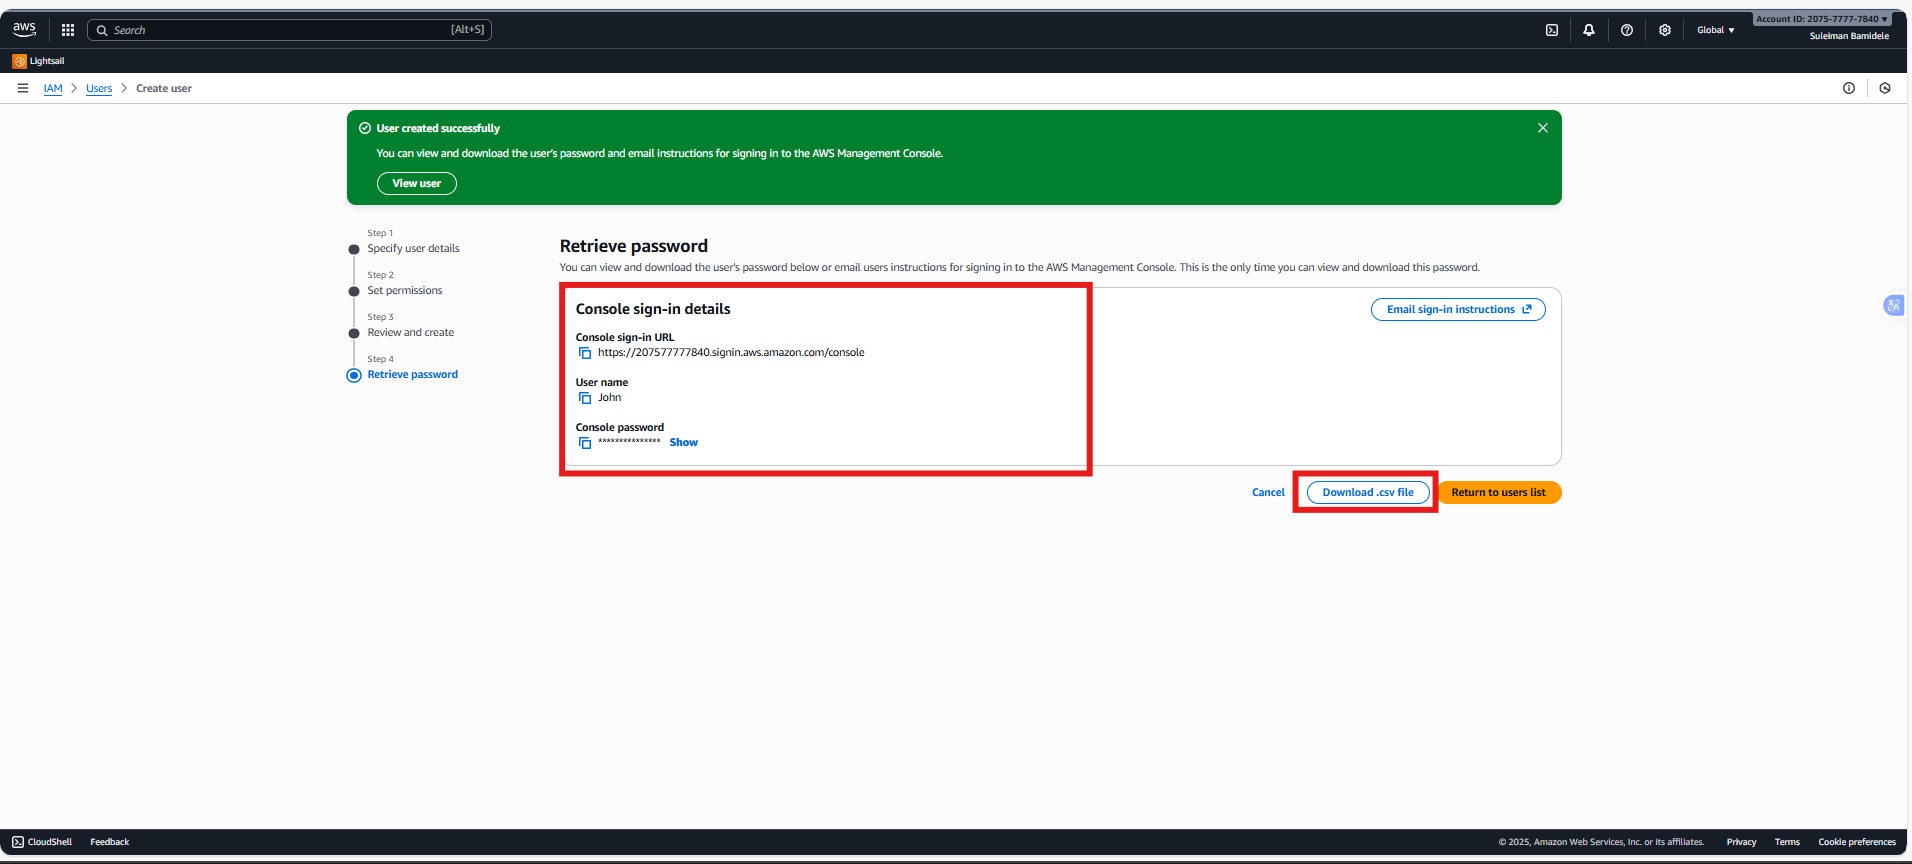 aws
Search [Alt+S]
Global ▼
Account ID: 2075-7777-7840 ▼
Suleiman Bamidele
Lightsail
IAM > Users > Create user
User created successfully
You can view and download the user's password and email instructions for signing in to the AWS Management Console.
View user
Step 1
Specify user details
Step 2
Set permissions
Step 3
Review and create
Step 4
Retrieve password
Retrieve password
You can view and download the user's password below or email users instructions for signing in to the AWS Management Console. This is the only time you can view and download this password.
Console sign-in details
Email sign-in instructions
Console sign-in URL
https://207577777840.signin.aws.amazon.com/console
User name
John
Console password
*************** Show
Cancel
Download .csv file
Return to users list
CloudShell
Feedback
© 2025, Amazon Web Services, Inc. or its affiliates.
Privacy
Terms
Cookie preferences